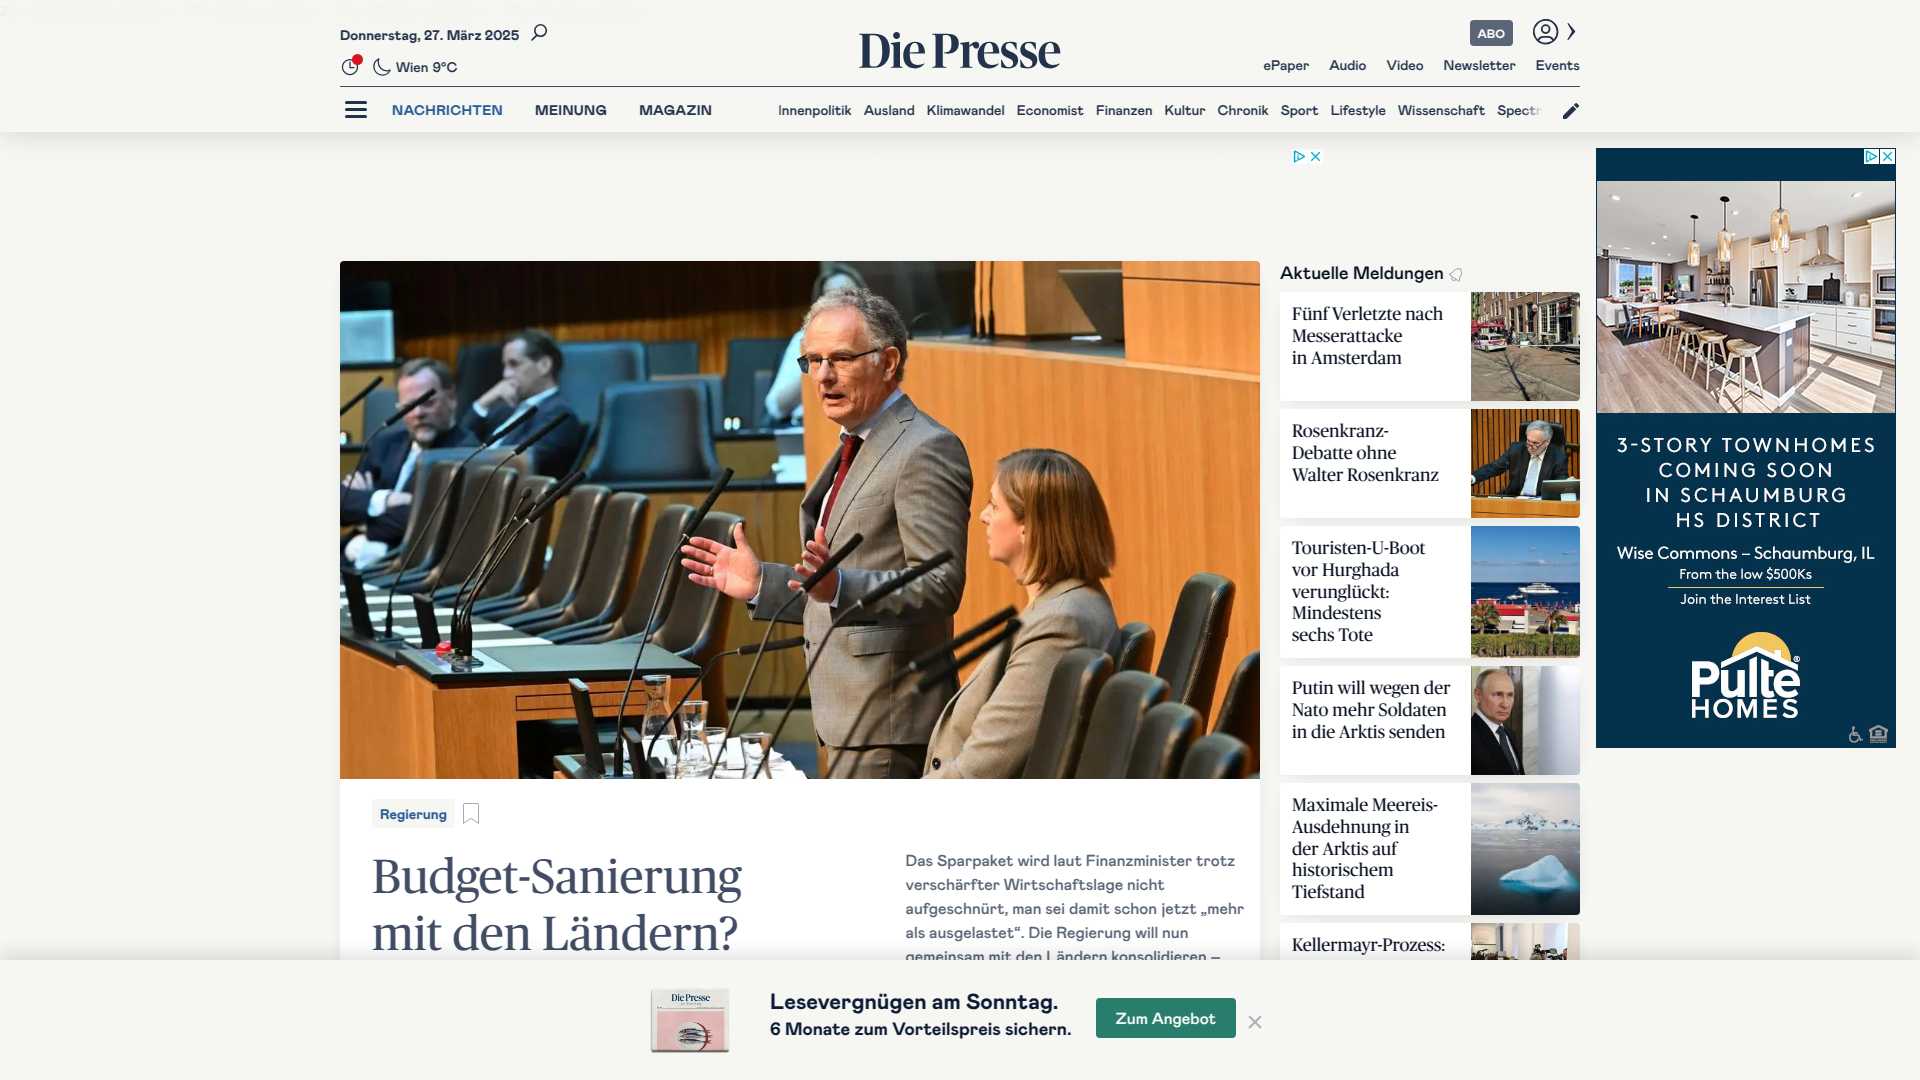 Donnerstag, 27. März 2025
Wien 9°C
Die Presse
ABO
ePaper Audio Video Newsletter Events
NACHRICHTEN MEINUNG MAGAZIN
Innenpolitik Ausland Klimawandel Economist Finanzen Kultur Chronik Sport Lifestyle Wissenschaft Spectr
Regierung
Budget-Sanierung
mit den Ländern?
Das Sparpaket wird laut Finanzminister trotz
verschärfter Wirtschaftslage nicht
aufgeschnürt, man sei damit schon jetzt „mehr
als ausgelastet“. Die Regierung will nun
gemeinsam mit den Ländern konsolidieren –
Aktuelle Meldungen
Fünf Verletzte nach
Messerattacke
in Amsterdam
Rosenkranz-
Debatte ohne
Walter Rosenkranz
Touristen-U-Boot
vor Hurghada
verunglückt:
Mindestens
sechs Tote
Putin will wegen der
Nato mehr Soldaten
in die Arktis senden
Maximale Meereis-
Ausdehnung in
der Arktis auf
historischem
Tiefstand
Kellermayr-Prozess:
3-STORY TOWNHOMES
COMING SOON
IN SCHAUMBURG
HS DISTRICT
Wise Commons – Schaumburg, IL
From the low $500Ks
Join the Interest List
Pulte®
HOMES
Die Presse
Lesevergnügen am Sonntag.
6 Monate zum Vorteilspreis sichern.
Zum Angebot